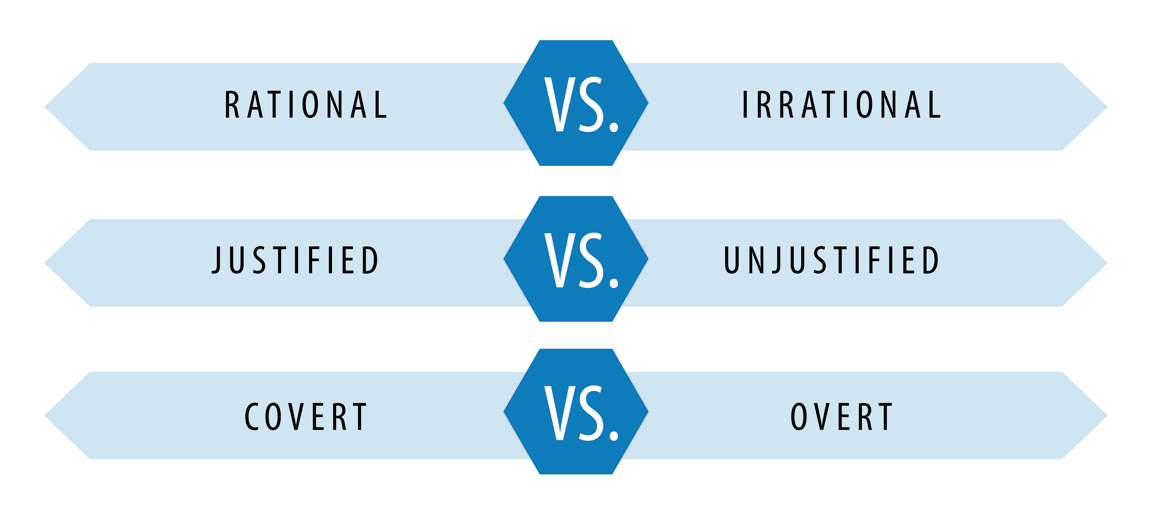 RATIONAL VS. IRRATIONAL
JUSTIFIED VS. UNJUSTIFIED
COVERT VS. OVERT